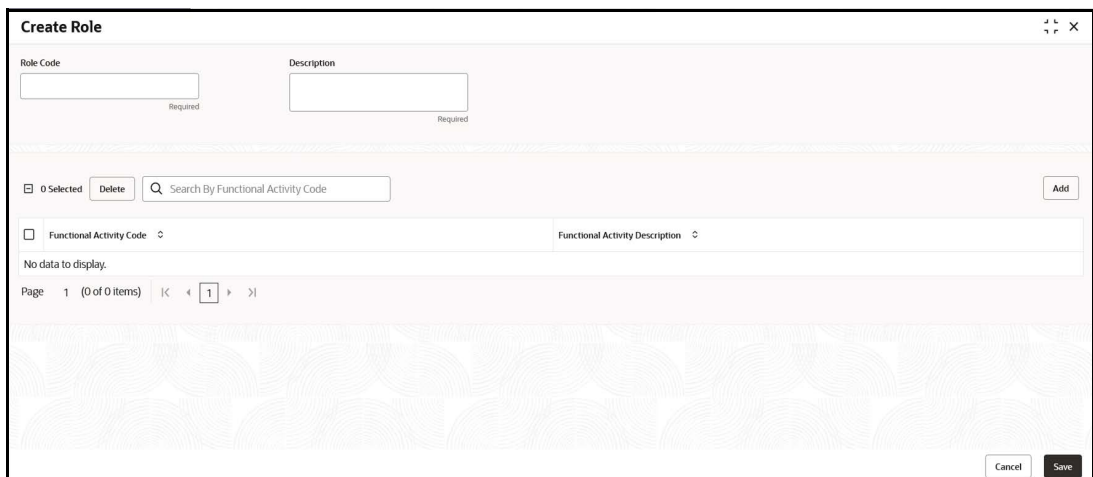 Create Role
Role Code Description
Required Required
0 Selected Delete Search By Functional Activity Code Add
Functional Activity Code Functional Activity Description
No data to display.
Page 1 (0 of 0 items) 1
Cancel Save